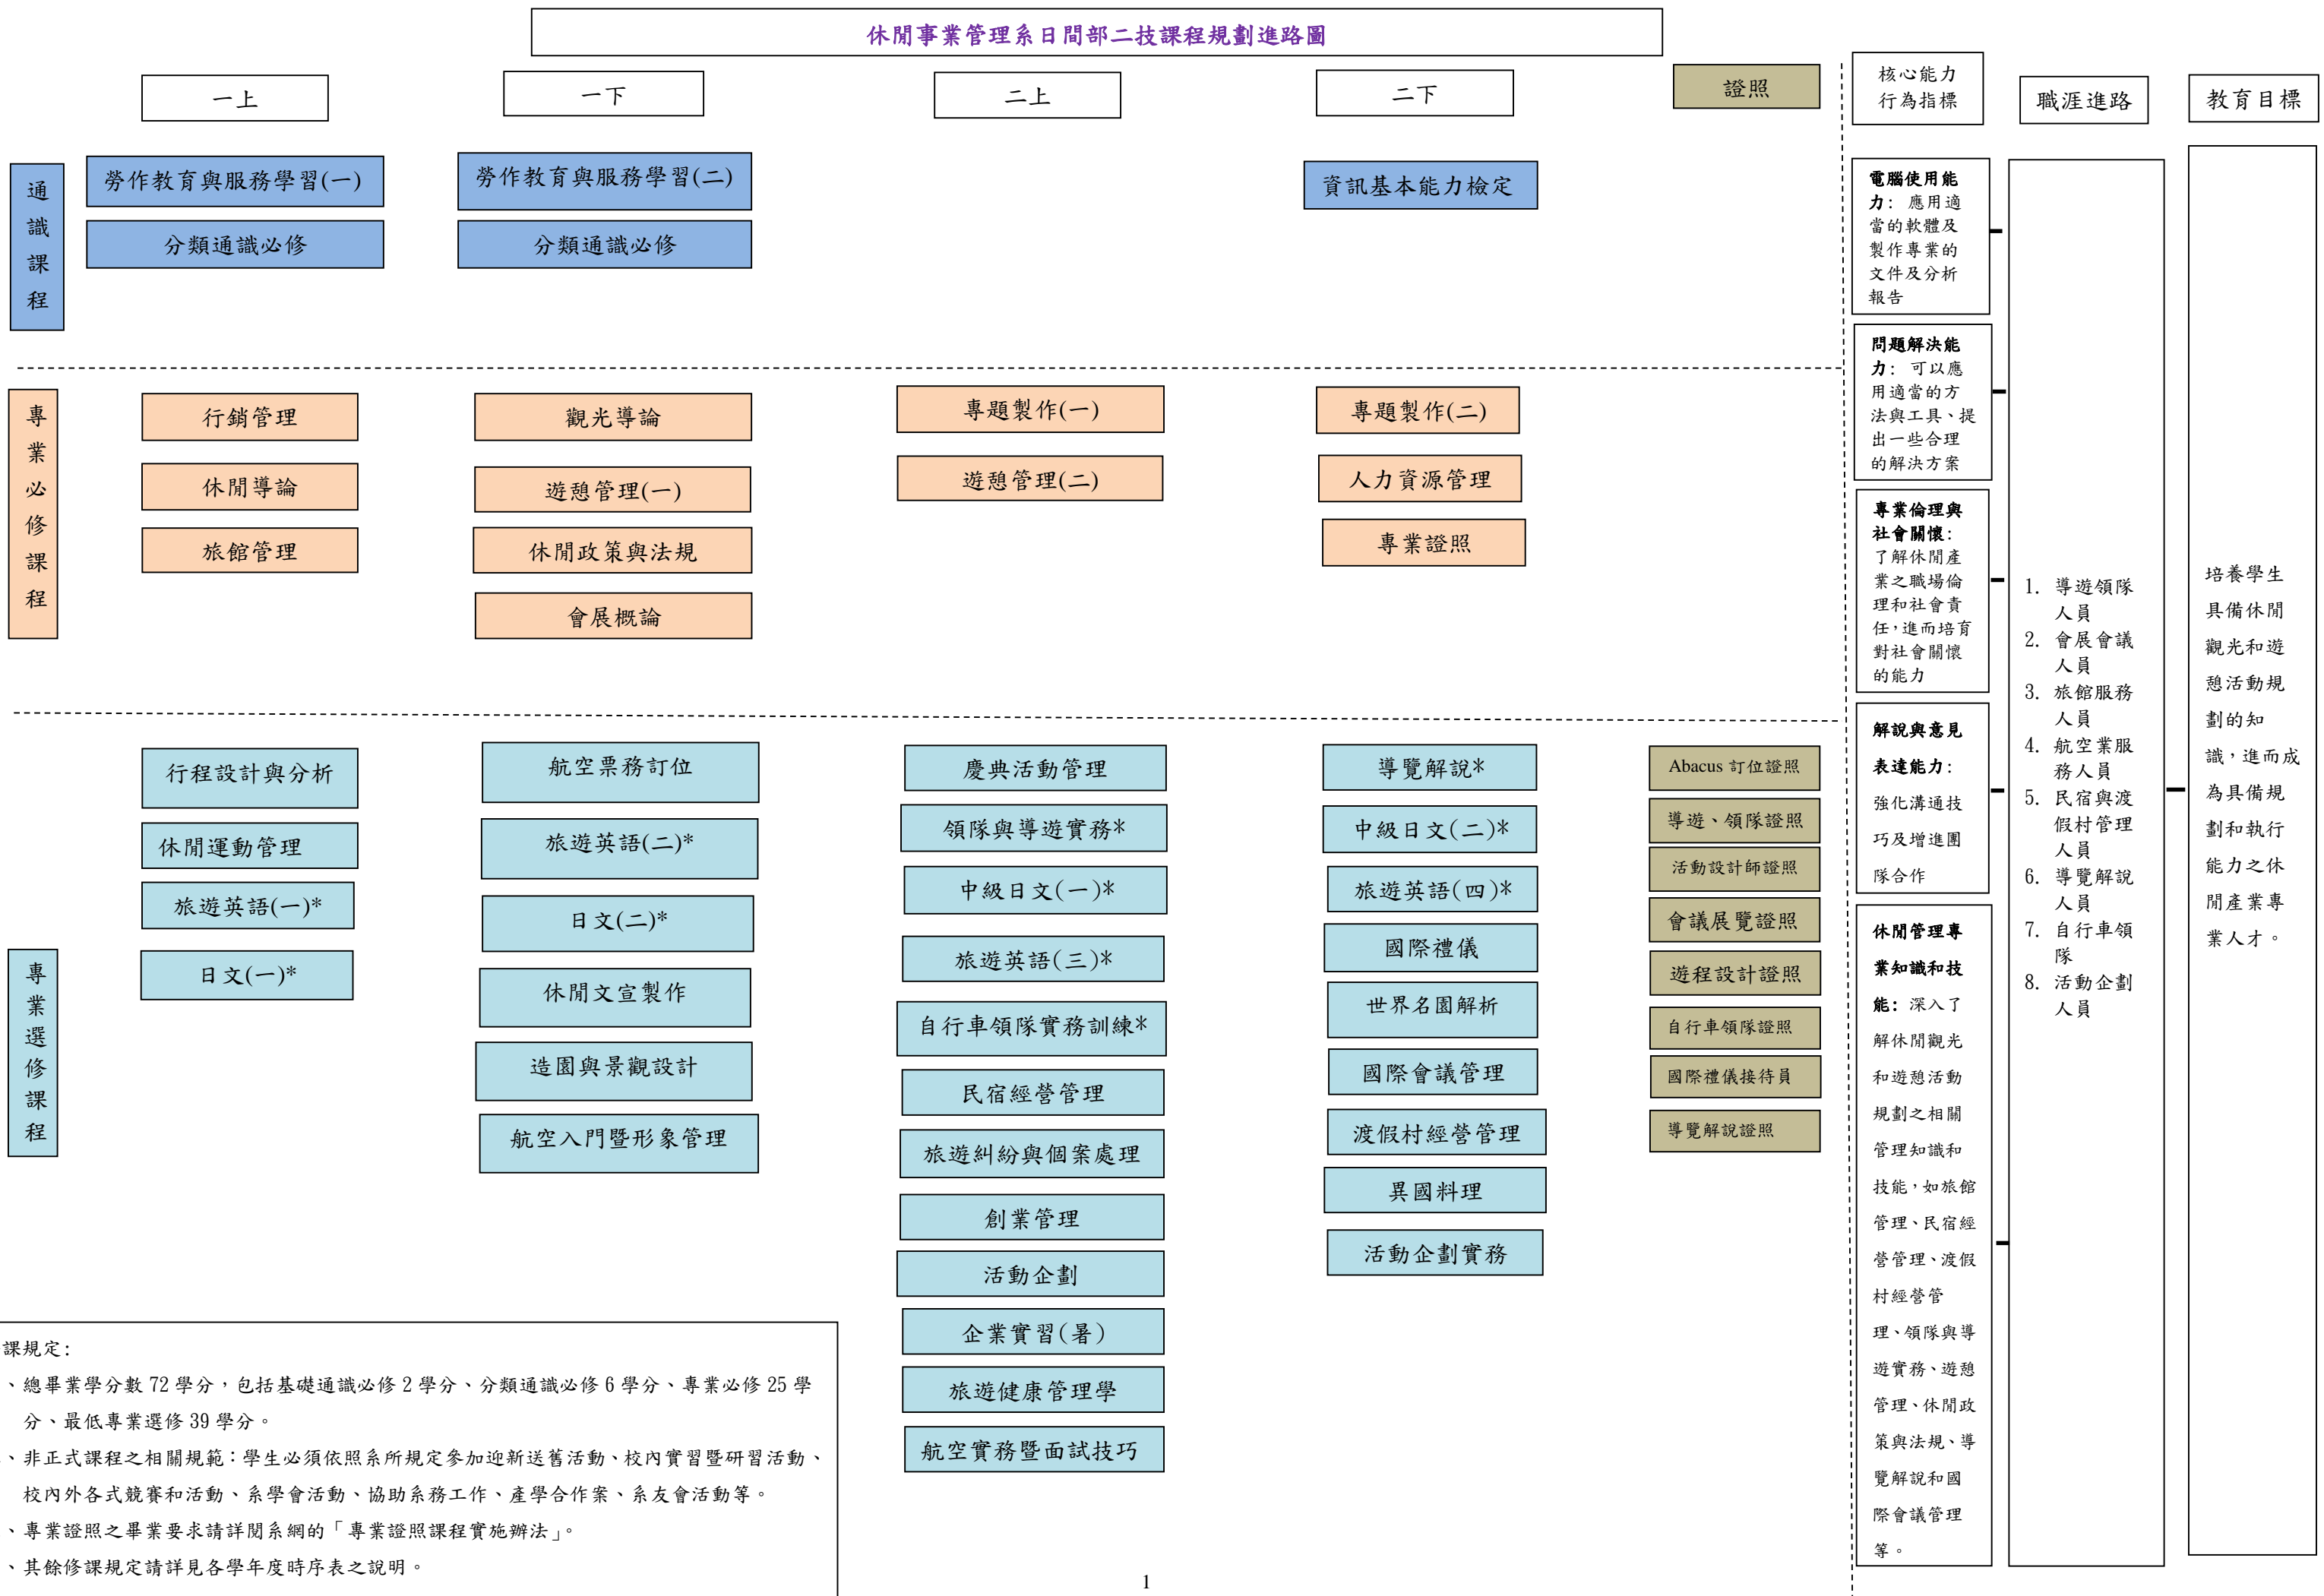 休閒事業管理系日間部二技課程規劃進路圖
一上
一下
二上
二下
證照
核心能力
行為指標
職涯進路
教育目標
通
識
課
程
勞作教育與服務學習(一)
分類通識必修
勞作教育與服務學習(二)
分類通識必修
資訊基本能力檢定
專
業
必
修
課
程
行銷管理
休閒導論
旅館管理
觀光導論
遊憩管理(一)
休閒政策與法規
會展概論
專題製作(一)
遊憩管理(二)
專題製作(二)
人力資源管理
專業證照
專
業
選
修
課
程
行程設計與分析
休閒運動管理
旅遊英語(一)*
日文(一)*
航空票務訂位
旅遊英語(二)*
日文(二)*
休閒文宣製作
造園與景觀設計
航空入門暨形象管理
慶典活動管理
領隊與導遊實務*
中級日文(一)*
旅遊英語(三)*
自行車領隊實務訓練*
民宿經營管理
旅遊糾紛與個案處理
創業管理
活動企劃
企業實習(暑)
旅遊健康管理學
航空實務暨面試技巧
導覽解說*
中級日文(二)*
旅遊英語(四)*
國際禮儀
世界名園解析
國際會議管理
渡假村經營管理
異國料理
活動企劃實務
Abacus 訂位證照
導遊、領隊證照
活動設計師證照
會議展覽證照
遊程設計證照
自行車領隊證照
國際禮儀接待員
導覽解說證照
電腦使用能
力: 應用適
當的軟體及
製作專業的
文件及分析
報告
問題解決能
力: 可以應
用適當的方
法與工具、提
出一些合理
的解決方案
專業倫理與
社會關懷:
了解休閒產
業之職場倫
理和社會責
任,進而培育
對社會關懷
的能力
解說與意見
表達能力:
強化溝通技
巧及增進團
隊合作
休閒管理專
業知識和技
能: 深入了
解休閒觀光
和遊憩活動
規劃之相關
管理知識和
技能,如旅館
管理、民宿經
營管理、渡假
村經營管
理、領隊與導
遊實務、遊憩
管理、休閒政
策與法規、導
覽解說和國
際會議管理
等。
1. 導遊領隊
人員
2. 會展會議
人員
3. 旅館服務
人員
4. 航空業服
務人員
5. 民宿與渡
假村管理
人員
6. 導覽解說
人員
7. 自行車領
隊
8. 活動企劃
人員
培養學生
具備休閒
觀光和遊
憩活動規
劃的知
識,進而成
為具備規
劃和執行
能力之休
閒產業專
業人才。
課規定:
、總畢業學分數 72 學分,包括基礎通識必修 2 學分、分類通識必修 6 學分、專業必修 25 學
分、最低專業選修 39 學分。
、非正式課程之相關規範:學生必須依照系所規定參加迎新送舊活動、校內實習暨研習活動、
校內外各式競賽和活動、系學會活動、協助系務工作、產學合作案、系友會活動等。
、專業證照之畢業要求請詳閱系網的「專業證照課程實施辦法」。
、其餘修課規定請詳見各學年度時序表之說明。
1